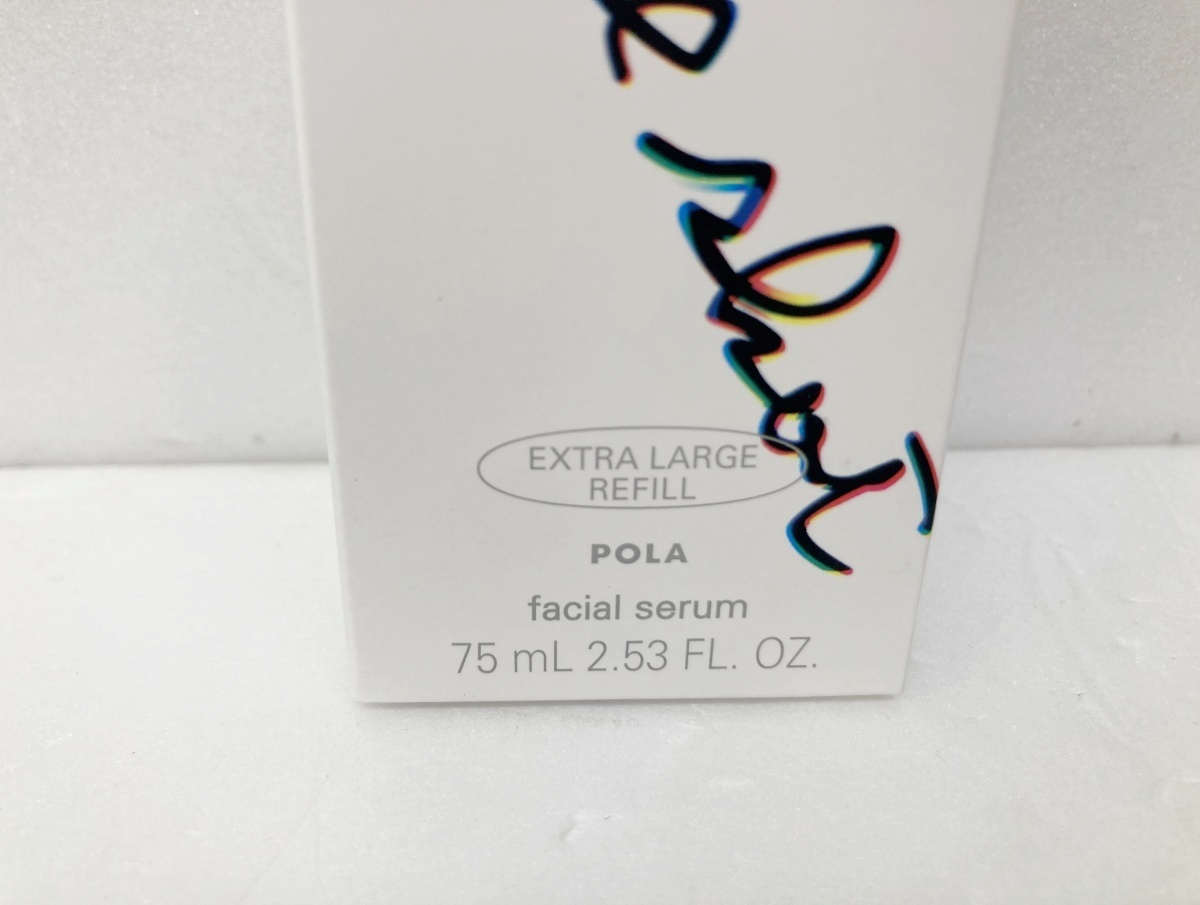 EXTRA LARGE
REFILL
POLA
facial serum
75 mL 2.53 FL. OZ.